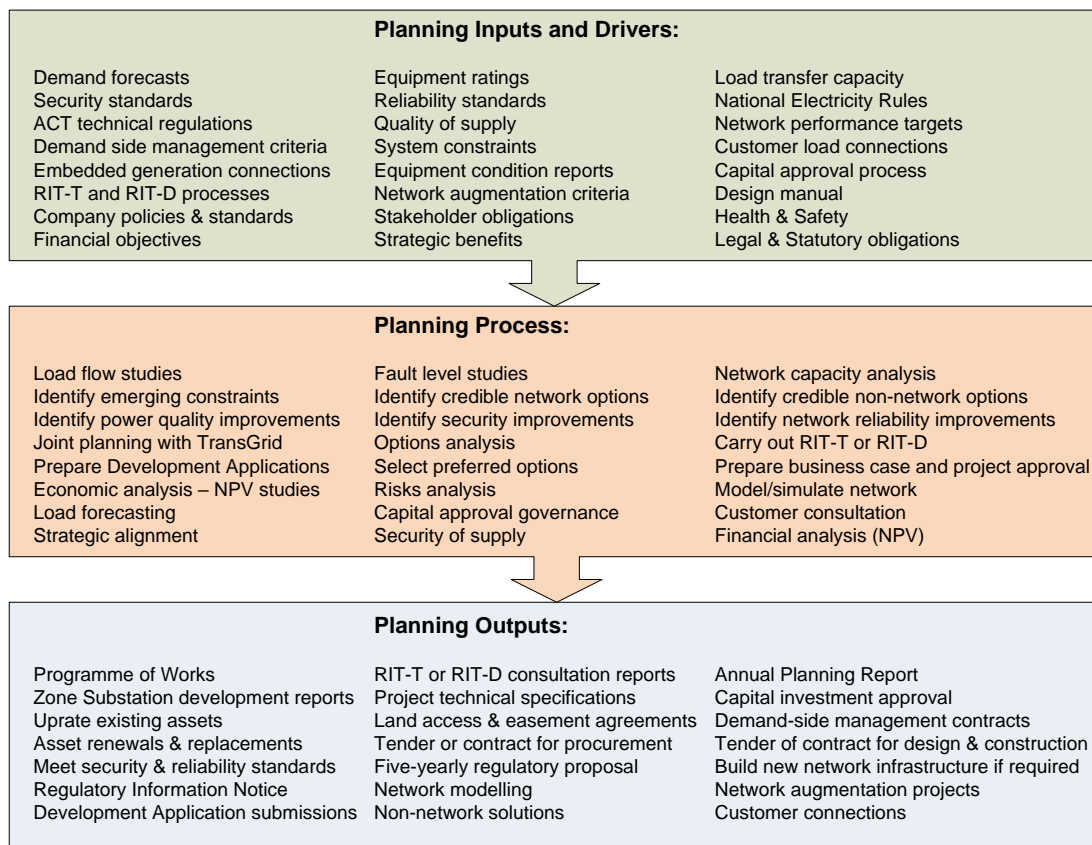 Planning Inputs and Drivers:
Demand forecasts
Security standards
ACT technical regulations
Demand side management criteria
Embedded generation connections
RIT-T and RIT-D processes
Company policies & standards
Financial objectives
Equipment ratings
Reliability standards
Quality of supply
System constraints
Equipment condition reports
Network augmentation criteria
Stakeholder obligations
Strategic benefits
Load transfer capacity
National Electricity Rules
Network performance targets
Customer load connections
Capital approval process
Design manual
Health & Safety
Legal & Statutory obligations
Planning Process:
Load flow studies
Identify emerging constraints
Identify power quality improvements
Joint planning with TransGrid
Prepare Development Applications
Economic analysis – NPV studies
Load forecasting
Strategic alignment
Fault level studies
Identify credible network options
Identify security improvements
Options analysis
Select preferred options
Risks analysis
Capital approval governance
Security of supply
Network capacity analysis
Identify credible non-network options
Identify network reliability improvements
Carry out RIT-T or RIT-D
Prepare business case and project approval
Model/simulate network
Customer consultation
Financial analysis (NPV)
Planning Outputs:
Programme of Works
Zone Substation development reports
Uprate existing assets
Asset renewals & replacements
Meet security & reliability standards
Regulatory Information Notice
Development Application submissions
RIT-T or RIT-D consultation reports
Project technical specifications
Land access & easement agreements
Tender or contract for procurement
Five-yearly regulatory proposal
Network modelling
Non-network solutions
Annual Planning Report
Capital investment approval
Demand-side management contracts
Tender of contract for design & construction
Build new network infrastructure if required
Network augmentation projects
Customer connections